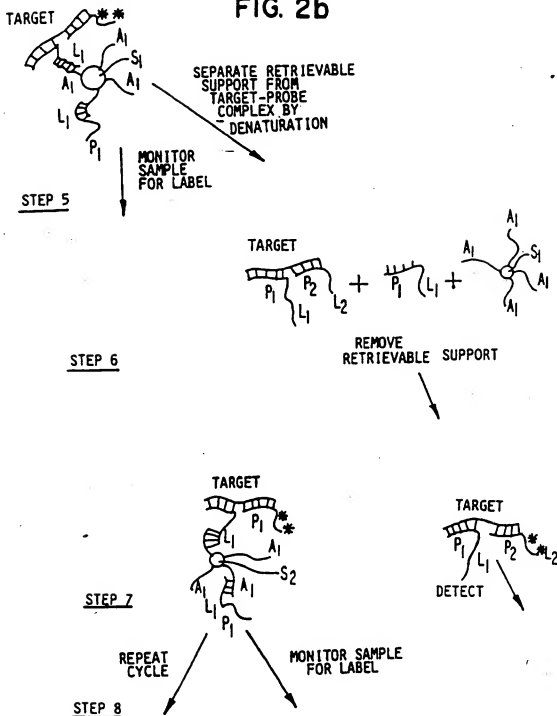 FIG. 2b
TARGET
**
L1
A1
A1
S1
A1
L1
P1
SEPARATE RETRIEVABLE
SUPPORT FROM
TARGET-PROBE
COMPLEX BY
DENATURATION
MONITOR
SAMPLE
FOR LABEL
STEP 5
TARGET
P1
P2
L1
L2
+
P1
L1
+
A1
A1
S1
A1
A1
REMOVE
RETRIEVABLE SUPPORT
STEP 6
TARGET
P1
*
*
L1
A1
S2
A1
A1
L1
P1
STEP 7
TARGET
P1
L1
P2
*
*L2
DETECT
REPEAT
CYCLE
MONITOR SAMPLE
FOR LABEL
STEP 8